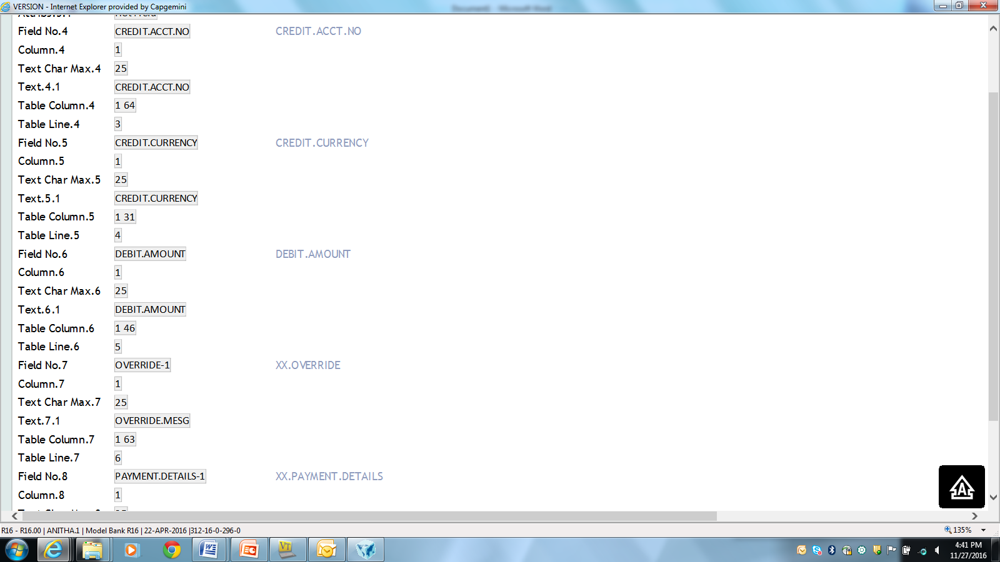 VERSION - Internet Explorer provided by Capgemini
Field No.4 CREDIT.ACCT.NO CREDIT.ACCT.NO
Column.4 1
Text Char Max.4 25
Text.4.1 CREDIT.ACCT.NO
Table Column.4 1 64
Table Line.4 3
Field No.5 CREDIT.CURRENCY CREDIT.CURRENCY
Column.5 1
Text Char Max.5 25
Text.5.1 CREDIT.CURRENCY
Table Column.5 1 31
Table Line.5 4
Field No.6 DEBIT.AMOUNT DEBIT.AMOUNT
Column.6 1
Text Char Max.6 25
Text.6.1 DEBIT.AMOUNT
Table Column.6 1 46
Table Line.6 5
Field No.7 OVERRIDE-1 XX.OVERRIDE
Column.7 1
Text Char Max.7 25
Text.7.1 OVERRIDE.MESG
Table Column.7 1 63
Table Line.7 6
Field No.8 PAYMENT.DETAILS-1 XX.PAYMENT.DETAILS
Column.8 1
R16 - R16.00 | ANITHA.1 | Model Bank R16 | 22-APR-2016 |312-16-0-296-0
135%
4:41 PM
11/27/2016